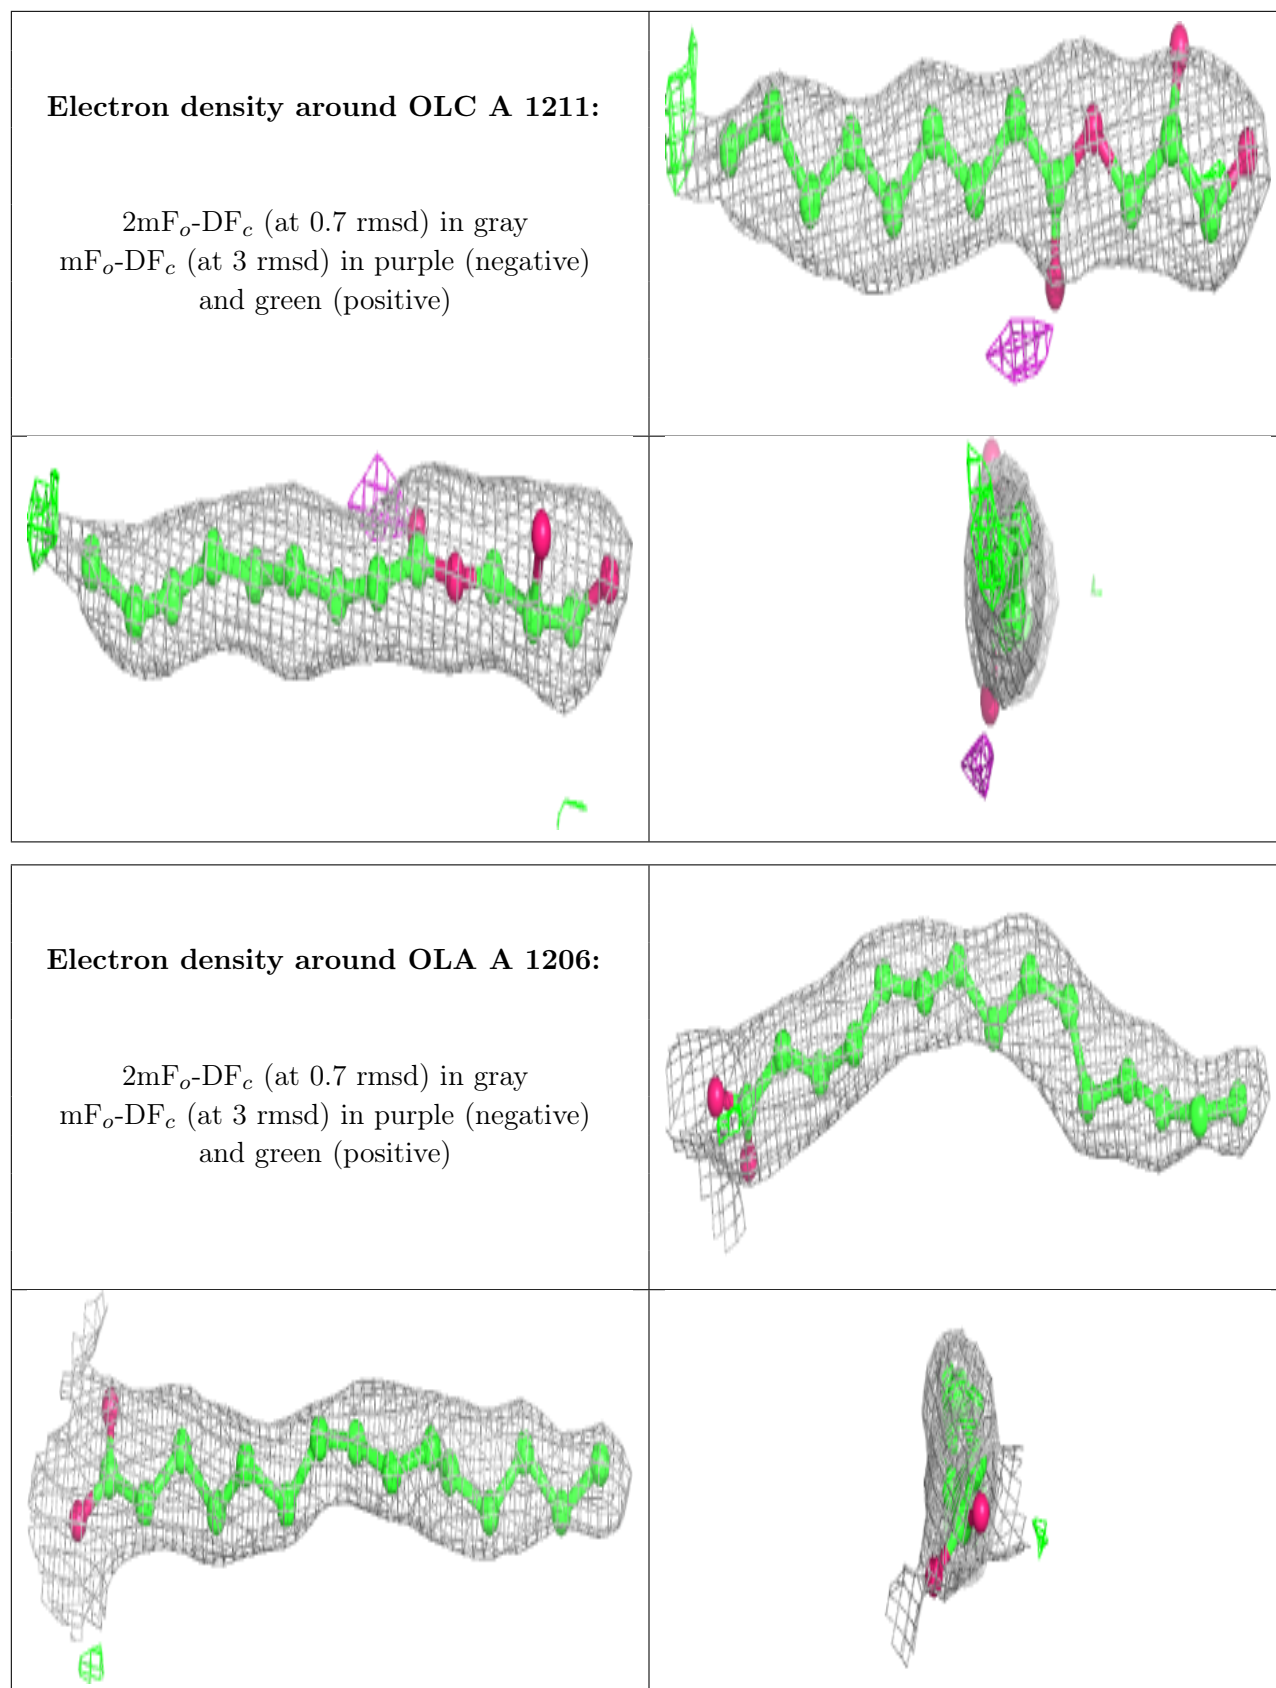 Electron density around OLC A 1211:
2mFo-DFc (at 0.7 rmsd) in gray
mFo-DFc (at 3 rmsd) in purple (negative)
and green (positive)
Electron density around OLA A 1206:
2mFo-DFc (at 0.7 rmsd) in gray
mFo-DFc (at 3 rmsd) in purple (negative)
and green (positive)